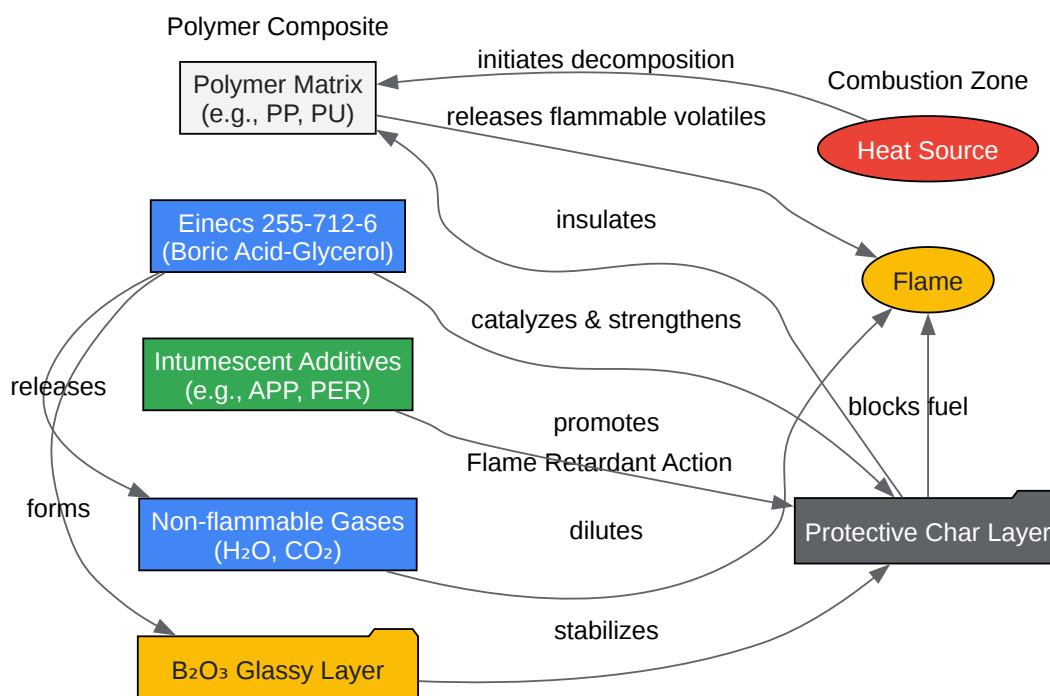 Polymer Composite
initiates decomposition
Polymer Matrix
(e.g., PP, PU)
Combustion Zone
releases flammable volatiles
Heat Source
Einecs 255-712-6
(Boric Acid-Glycerol)
insulates
Flame
catalyzes & strengthens
Intumescent Additives
(e.g., APP, PER)
releases
blocks fuel
promotes
Flame Retardant Action
forms
Non-flammable Gases
(H₂O, CO₂)
dilutes
Protective Char Layer
stabilizes
B₂O₃ Glassy Layer